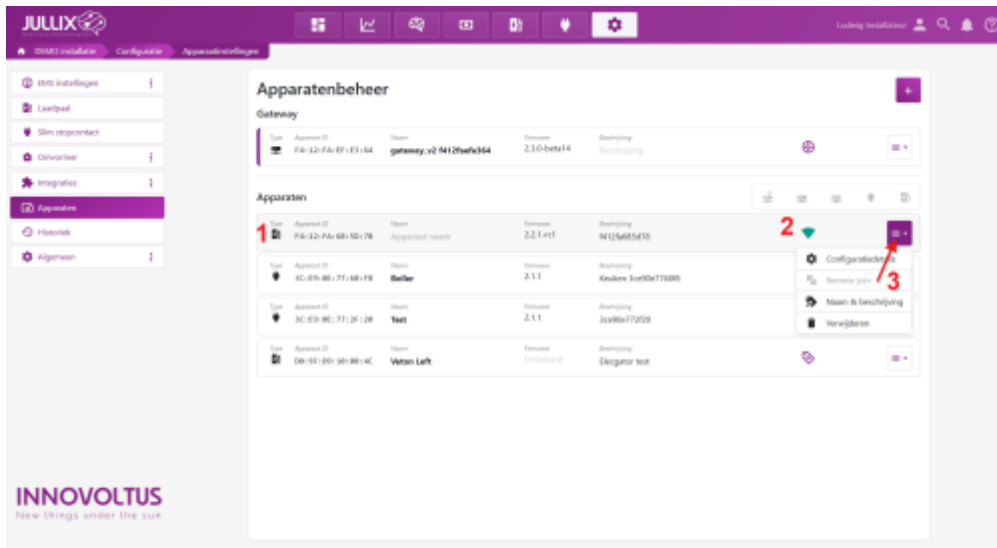 JULLIX
Ludwig Installateur
DEMO installatie Configuratie Apparaatinstellingen
EMS instellingen
Laadpaal
Slim stopcontact
Omvormer
Integraties
Apparaten
Historiek
Algemeen
Apparatenbeheer
+
Gateway
Type Apparaat ID Naam Firmware Beschrijving
gateway_v2 f412faefe364 2.3.0-beta14 Beschrijving
Apparaten
1
Type Apparaat ID Naam Firmware Beschrijving
Apparaat naam 2.2.1-rc1
2
Configuratiedetails
Remote join
3
Naam & beschrijving
Verwijderen
Type Apparaat ID Naam Firmware Beschrijving
Boiler 2.1.1 Keuken
Type Apparaat ID Naam Firmware Beschrijving
Test 2.1.1
Type Apparaat ID Naam Firmware Beschrijving
Veton Left Onbekend Elecgator test
INNOVOLTUS
New things under the sun